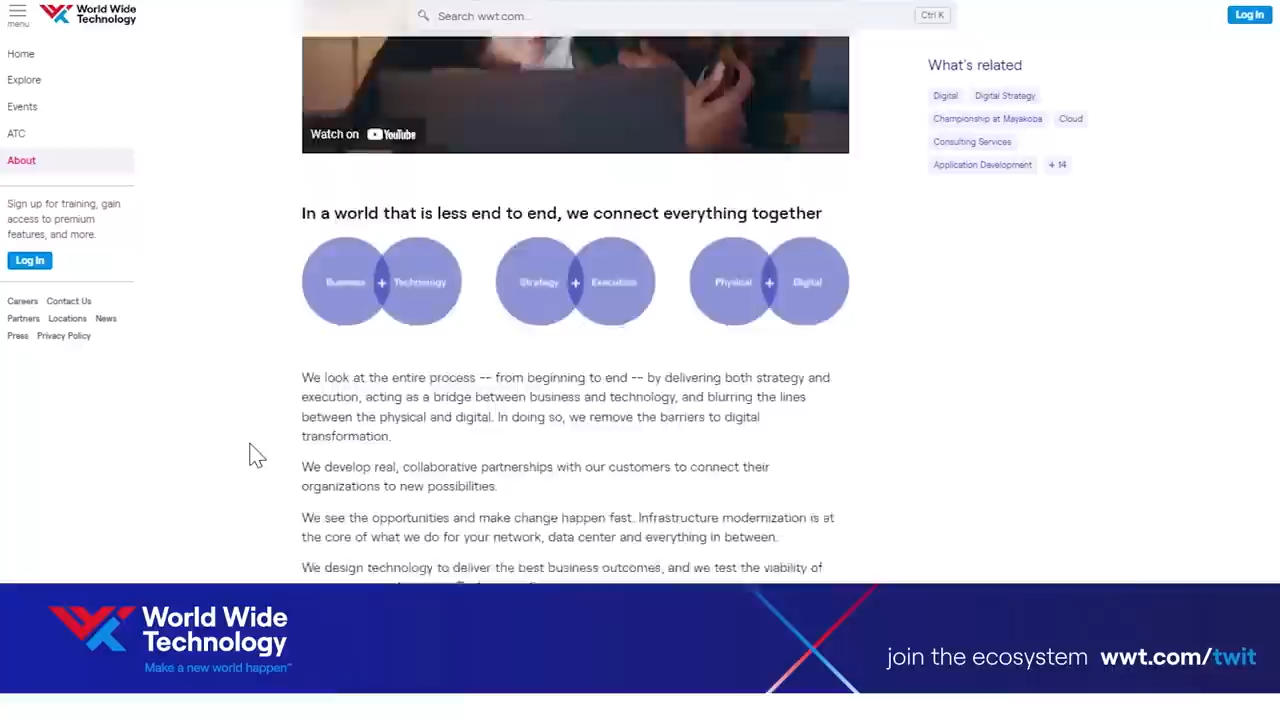 menu
World Wide
Technology
Search wwt.com...
Ctrl K
Log In
Home
Explore
Events
ATC
About
Sign up for training, gain
access to premium
features, and more.
Log In
Careers Contact Us
Partners Locations News
Press Privacy Policy
Watch on YouTube
In a world that is less end to end, we connect everything together
Business + Technology Strategy + Execution Physical + Digital
We look at the entire process -- from beginning to end -- by delivering both strategy and
execution, acting as a bridge between business and technology, and blurring the lines
between the physical and digital. In doing so, we remove the barriers to digital
transformation.
We develop real, collaborative partnerships with our customers to connect their
organizations to new possibilities.
We see the opportunities and make change happen fast. Infrastructure modernization is at
the core of what we do for your network, data center and everything in between.
We design technology to deliver the best business outcomes, and we test the viability of
What's related
Digital Digital Strategy
Championship at Mayakoba Cloud
Consulting Services
Application Development + 14
World Wide
Technology
Make a new world happen™
join the ecosystem wwt.com/twit